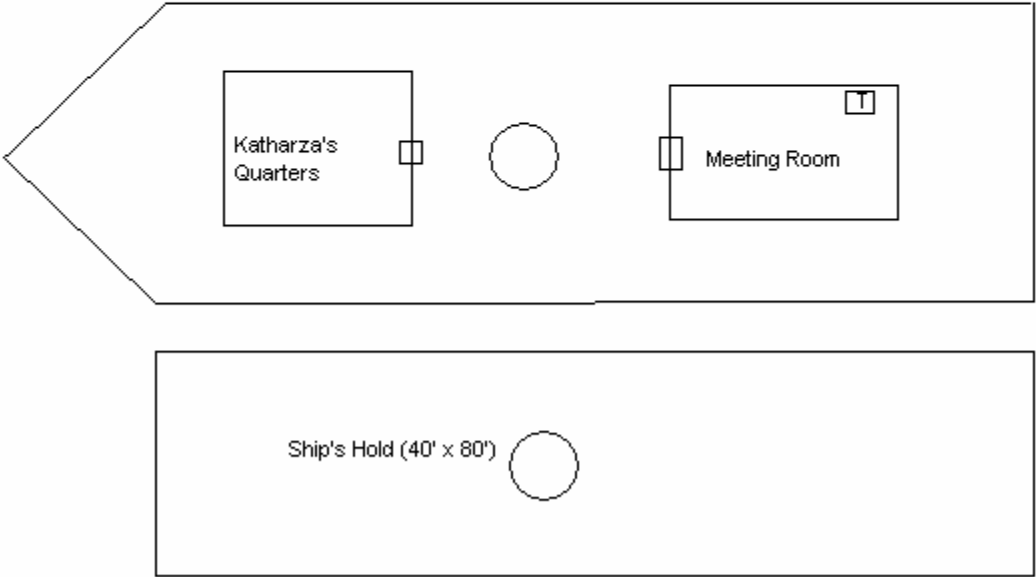 T
Katharza's
Quarters
Meeting Room
Ship's Hold (40' x 80')